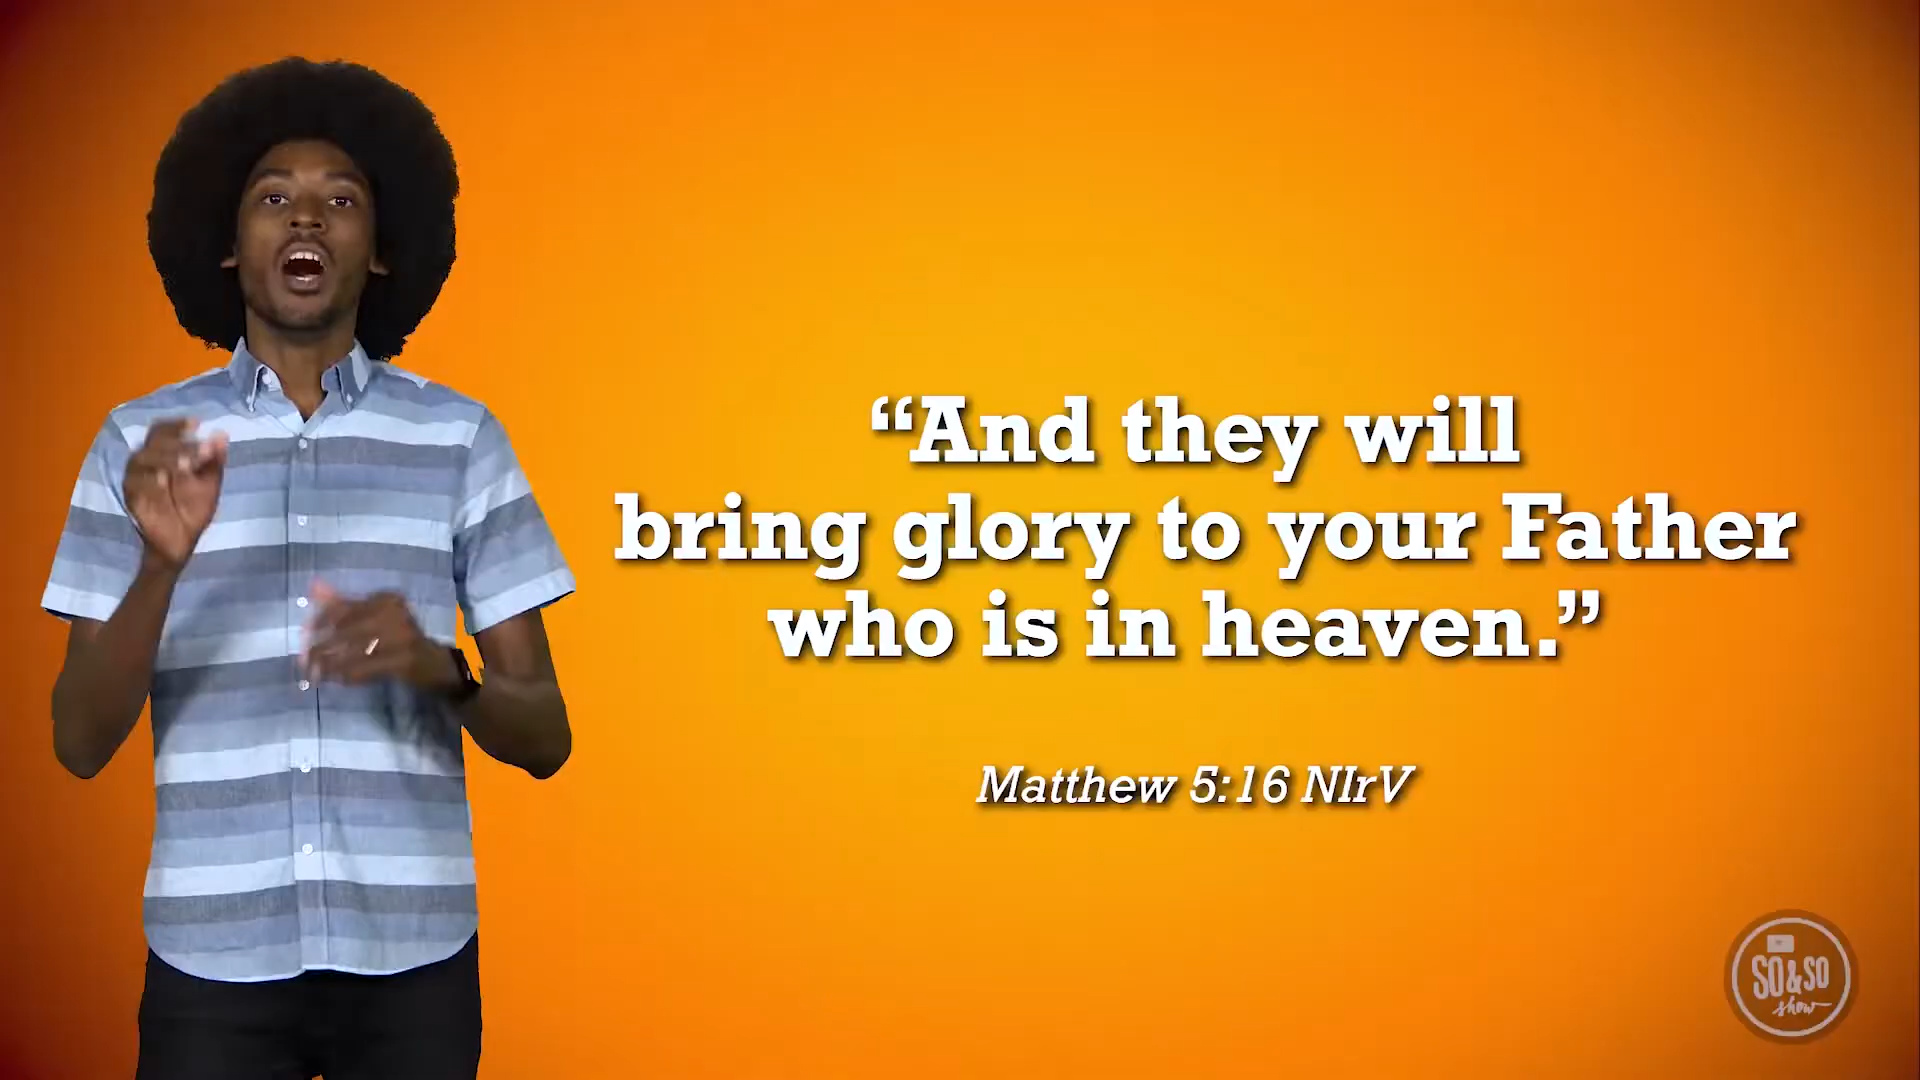 “And they will
bring glory to your Father
who is in heaven.”
Matthew 5:16 NIrV
SO & SO
show